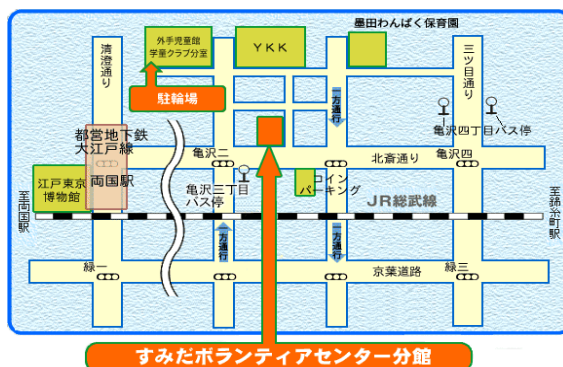 墨田わんぱく保育園
外手児童館
学童クラブ分室
YKK
清澄通り
三ツ目通り
駐輪場
一方通行
亀沢四丁目バス停
都営地下鉄
大江戸線
両国駅
亀沢二
北斎通り
亀沢四
江戸東京
博物館
亀沢三丁目
バス停
コイン
パーキング
JR総武線
至両国駅
至錦糸町駅
一方通行
一方通行
緑一
京葉道路
緑三
すみだボランティアセンター分館